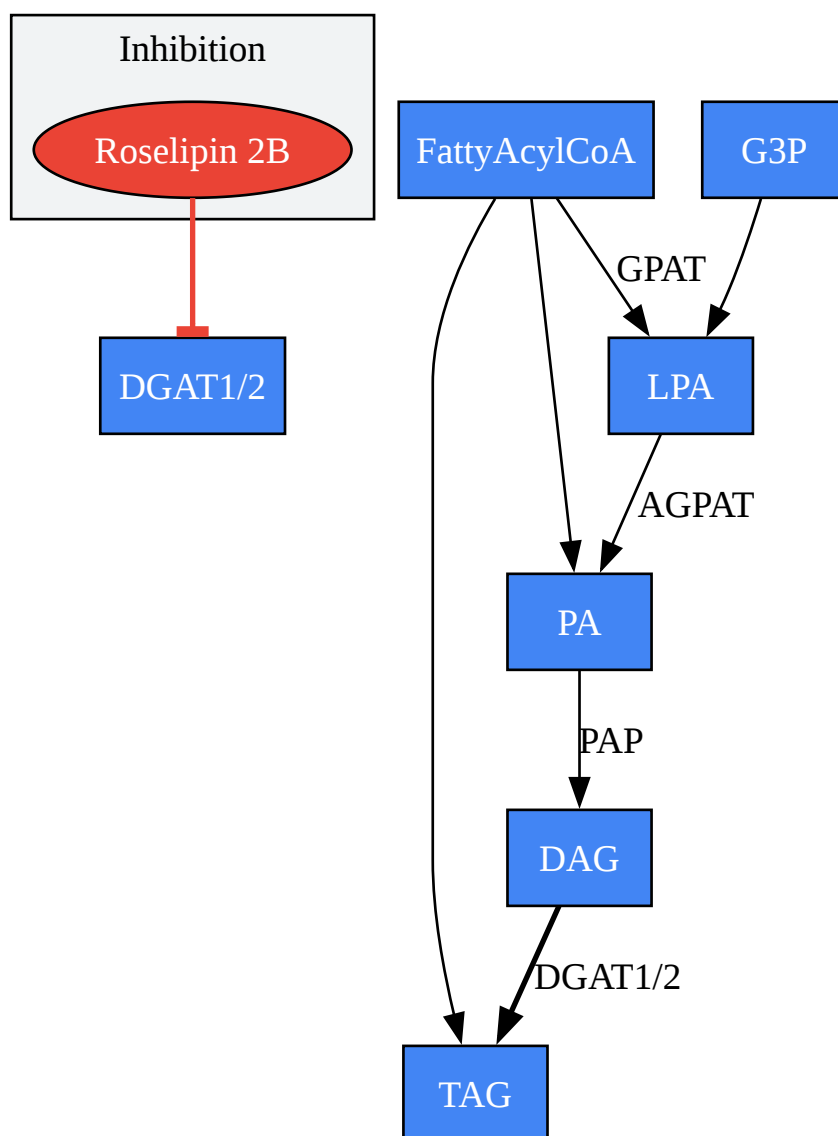 Inhibition
Roselipin 2B
FattyAcylCoA
G3P
GPAT
DGAT1/2
LPA
AGPAT
PA
PAP
DAG
DGAT1/2
TAG